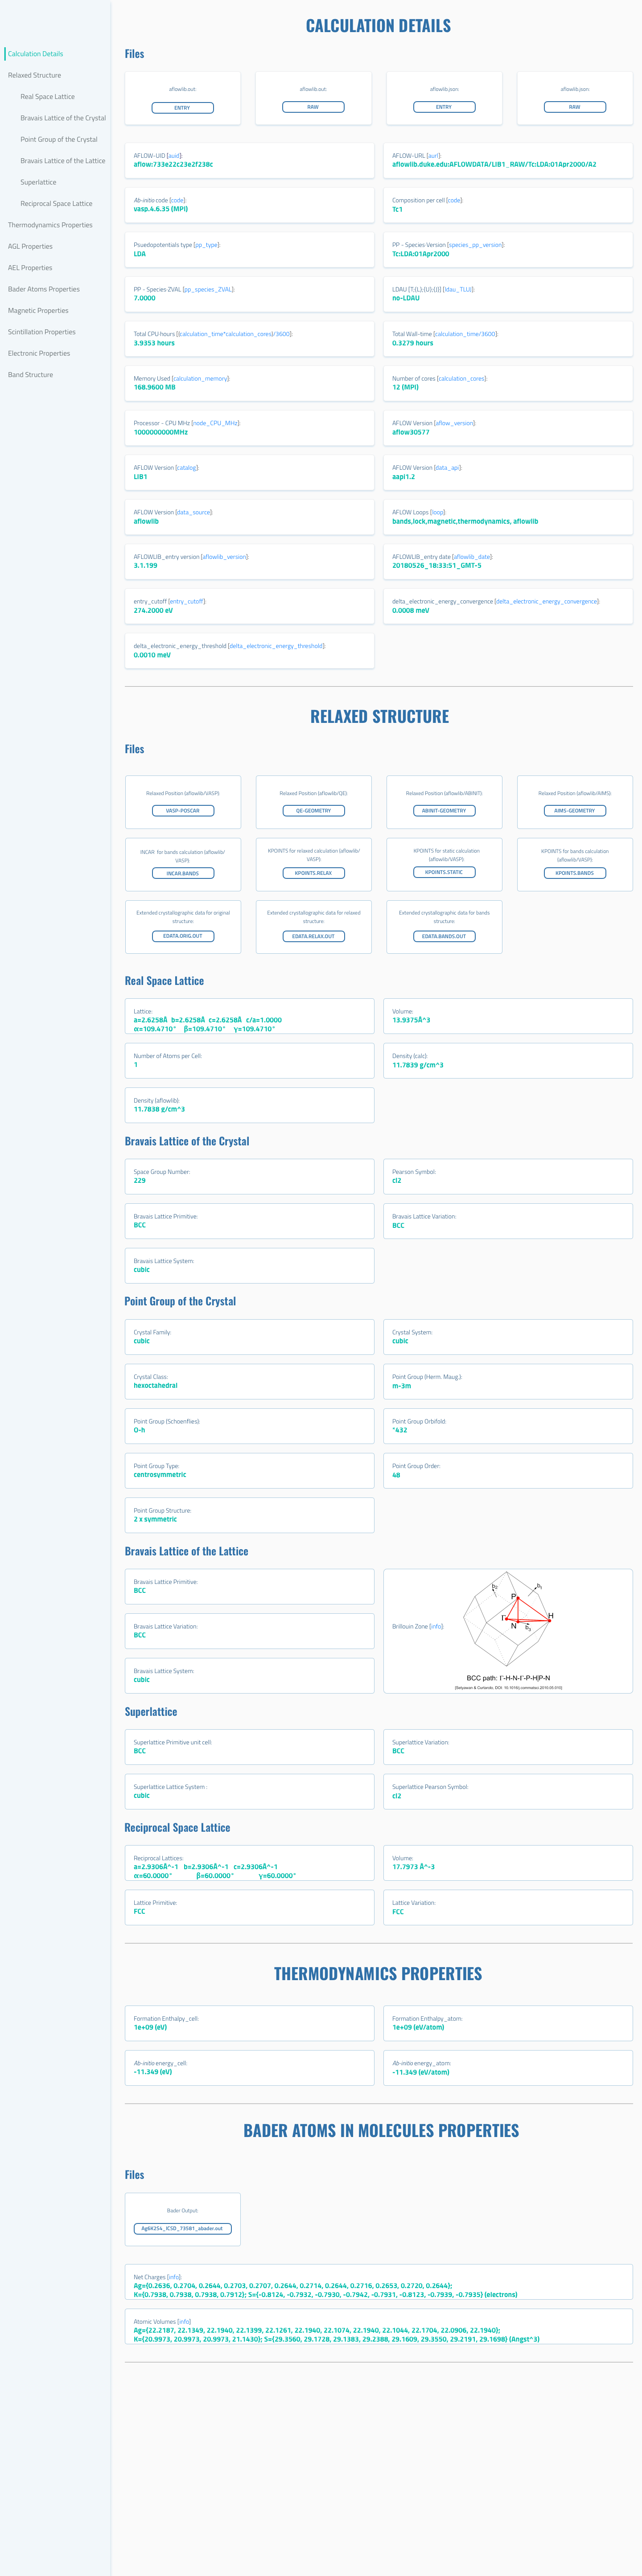 CALCULATION DETAILS
Calculation Details
Relaxed Structure
Real Space Lattice
Bravais Lattice of the Crystal
Point Group of the Crystal
Bravais Lattice of the Lattice
Superlattice
Reciprocal Space Lattice
Thermodynamics Properties
AGL Properties
AEL Properties
Bader Atoms Properties
Magnetic Properties
Scintillation Properties
Electronic Properties
Band Structure
Files
aflowlib.out:
ENTRY
aflowlib.out:
RAW
aflowlib.json:
ENTRY
aflowlib.json:
RAW
AFLOW-UID [auid]:
aflow:733e22c23e2f238c
AFLOW-URL [aurl]:
aflowlib.duke.edu:AFLOWDATA/LIB1_RAW/Tc:LDA:01Apr2000/A2
Ab-initio code [code]:
vasp.4.6.35 (MPI)
Composition per cell [code]:
Tc1
Psuedopotentials type [pp_type]:
LDA
PP - Species Version [species_pp_version]:
Tc:LDA:01Apr2000
PP - Species ZVAL [pp_species_ZVAL]:
7.0000
LDAU [T;{L};{U};{J}] [ldau_TLUJ]:
no-LDAU
Total CPU hours [(calculation_time*calculation_cores)/3600]:
3.9353 hours
Total Wall-time [calculation_time/3600]:
0.3279 hours
Memory Used [calculation_memory]:
168.9600 MB
Number of cores [calculation_cores]:
12 (MPI)
Processor - CPU MHz [node_CPU_MHz]:
1000000000MHz
AFLOW Version [aflow_version]:
aflow30577
AFLOW Version [catalog]:
LIB1
AFLOW Version [data_api]:
aapi1.2
AFLOW Version [data_source]:
aflowlib
AFLOW Loops [loop]:
bands,lock,magnetic,thermodynamics, aflowlib
AFLOWLIB_entry version [aflowlib_version]:
3.1.199
AFLOWLIB_entry date [aflowlib_date]:
20180526_18:33:51_GMT-5
entry_cutoff [entry_cutoff]:
274.2000 eV
delta_electronic_energy_convergence [delta_electronic_energy_convergence]:
0.0008 meV
delta_electronic_energy_threshold [delta_electronic_energy_threshold]:
0.0010 meV
RELAXED STRUCTURE
Files
Relaxed Position (aflowlib/VASP):
VASP-POSCAR
Relaxed Position (aflowlib/QE):
QE-GEOMETRY
Relaxed Position (aflowlib/ABINIT):
ABINIT-GEOMETRY
Relaxed Position (aflowlib/AIMS):
AIMS-GEOMETRY
INCAR for bands calculation (aflowlib/
VASP):
INCAR.BANDS
KPOINTS for relaxed calculation (aflowlib/
VASP):
KPOINTS.RELAX
KPOINTS for static calculation
(aflowlib/VASP):
KPOINTS.STATIC
KPOINTS for bands calculation
(aflowlib/VASP):
KPOINTS.BANDS
Extended crystallographic data for original
structure:
EDATA.ORIG.OUT
Extended crystallographic data for relaxed
structure:
EDATA.RELAX.OUT
Extended crystallographic data for bands
structure:
EDATA.BANDS.OUT
Real Space Lattice
Lattice:
a=2.6258Å b=2.6258Å c=2.6258Å c/a=1.0000
α=109.4710° β=109.4710° γ=109.4710°
Volume:
13.9375Å^3
Number of Atoms per Cell:
1
Density (calc):
11.7839 g/cm^3
Density (aflowlib):
11.7838 g/cm^3
Bravais Lattice of the Crystal
Space Group Number:
229
Pearson Symbol:
cI2
Bravais Lattice Primitive:
BCC
Bravais Lattice Variation:
BCC
Bravais Lattice System:
cubic
Point Group of the Crystal
Crystal Family:
cubic
Crystal System:
cubic
Crystal Class:
hexoctahedral
Point Group (Herm. Maug.):
m-3m
Point Group (Schoenflies):
O-h
Point Group Orbifold:
*432
Point Group Type:
centrosymmetric
Point Group Order:
48
Point Group Structure:
2 x symmetric
Bravais Lattice of the Lattice
Bravais Lattice Primitive:
BCC
Bravais Lattice Variation:
BCC
Bravais Lattice System:
cubic
Brillouin Zone [info]:
b2
b1
P
Γ
H
N
b3
BCC path: Γ-H-N-Γ-P-H|P-N
[Setyawan & Curtarolo, DOI: 10.1016/j.commatsci.2010.05.010]
Superlattice
Superlattice Primitive unit cell:
BCC
Superlattice Variation:
BCC
Superlattice Lattice System :
cubic
Superlattice Pearson Symbol:
cI2
Reciprocal Space Lattice
Reciprocal Lattices:
a=2.9306Å^-1 b=2.9306Å^-1 c=2.9306Å^-1
α=60.0000° β=60.0000° γ=60.0000°
Volume:
17.7973 Å^-3
Lattice Primitive:
FCC
Lattice Variation:
FCC
THERMODYNAMICS PROPERTIES
Formation Enthalpy_cell:
1e+09 (eV)
Formation Enthalpy_atom:
1e+09 (eV/atom)
Ab-initio energy_cell:
-11.349 (eV)
Ab-initio energy_atom:
-11.349 (eV/atom)
BADER ATOMS IN MOLECULES PROPERTIES
Files
Bader Output:
Ag6K2S4_ICSD_73581_abader.out
Net Charges [info]:
Ag={0.2636, 0.2704, 0.2644, 0.2703, 0.2707, 0.2644, 0.2714, 0.2644, 0.2716, 0.2653, 0.2720, 0.2644};
K={0.7938, 0.7938, 0.7938, 0.7912}; S={-0.8124, -0.7932, -0.7930, -0.7942, -0.7931, -0.8123, -0.7939, -0.7935} (electrons)
Atomic Volumes [info]
Ag={22.2187, 22.1349, 22.1940, 22.1399, 22.1261, 22.1940, 22.1074, 22.1940, 22.1044, 22.1704, 22.0906, 22.1940};
K={20.9973, 20.9973, 20.9973, 21.1430}; S={29.3560, 29.1728, 29.1383, 29.2388, 29.1609, 29.3550, 29.2191, 29.1698} (Angst^3)